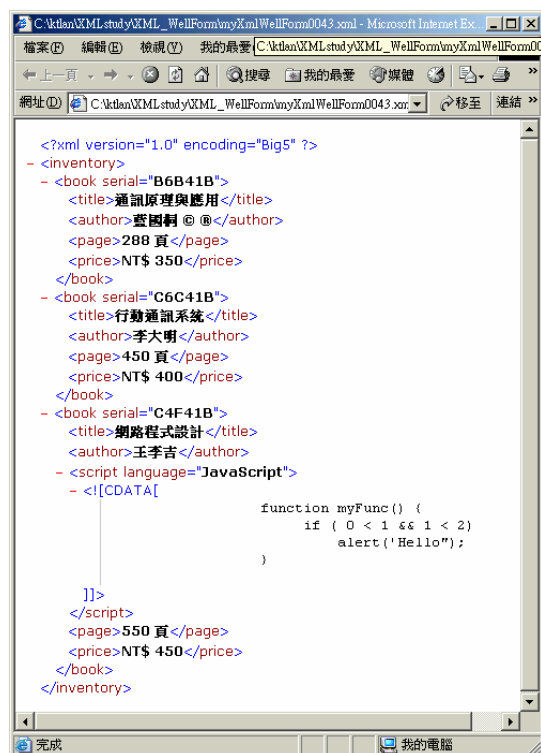 C:\ktlan\XMLstudy\XML_WellForm\myXmlWellForm0043.xml - Microsoft Internet Ex...
檔案(F) 編輯(E) 檢視(V) 我的最愛 C:\ktlan\XMLstudy\XML_WellForm\myXmlWellForm00
上一頁 搜尋 我的最愛 媒體 »
網址(D) C:\ktlan\XMLstudy\XML_WellForm\myXmlWellForm0043.xm 移至 連結 »
<?xml version="1.0" encoding="Big5" ?>
- <inventory>
- <book serial="B6B41B">
<title>通訊原理與應用</title>
<author>藍國桐 © ®</author>
<page>288 頁</page>
<price>NT$ 350</price>
</book>
- <book serial="C6C41B">
<title>行動通訊系統</title>
<author>李大明</author>
<page>450 頁</page>
<price>NT$ 400</price>
</book>
- <book serial="C4F41B">
<title>網路程式設計</title>
<author>王李吉</author>
- <script language="JavaScript">
- <![CDATA[
function myFunc() {
if ( 0 < 1 && 1 < 2)
alert('Hello");
}
]]>
</script>
<page>550 頁</page>
<price>NT$ 450</price>
</book>
</inventory>
完成 我的電腦